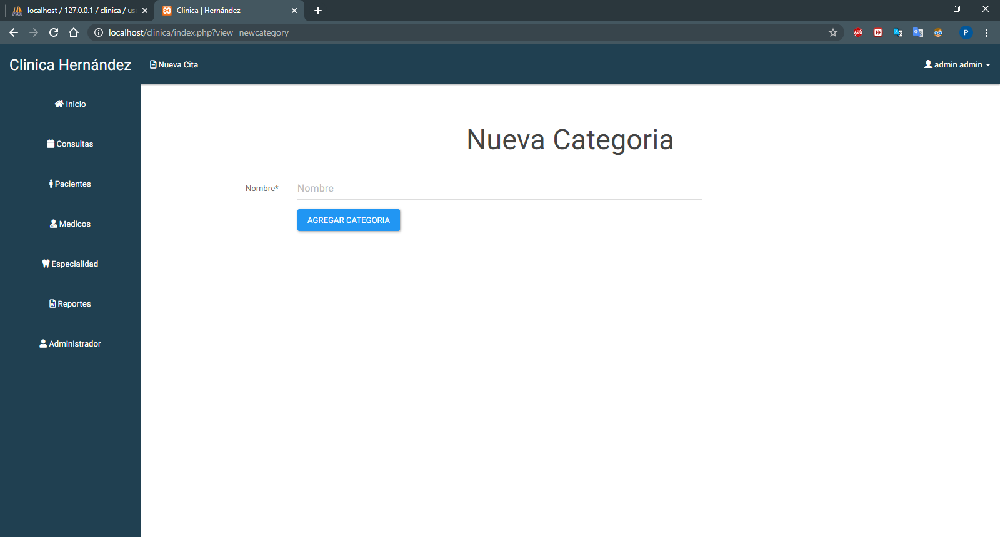 localhost / 127.0.0.1 / clinica / us
Clinica | Hernández
localhost/clinica/index.php?view=newcategory
P
Clinica Hernández
Nueva Cita
admin admin
Inicio
Consultas
Pacientes
Medicos
Especialidad
Reportes
Administrador
Nueva Categoria
Nombre*
Nombre
AGREGAR CATEGORIA